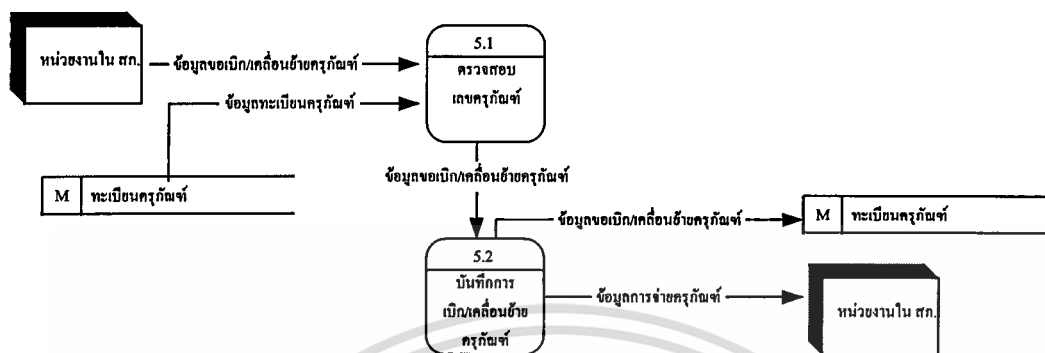 หน่วยงานใน สก.
ข้อมูลขอเบิก/เคลื่อนย้ายครุภัณฑ์
5.1
ตรวจสอบ
เลขครุภัณฑ์
ข้อมูลทะเบียนครุภัณฑ์
M ทะเบียนครุภัณฑ์
ข้อมูลขอเบิก/เคลื่อนย้ายครุภัณฑ์
ข้อมูลขอเบิก/เคลื่อนย้ายครุภัณฑ์
M ทะเบียนครุภัณฑ์
5.2
บันทึกการ
เบิก/เคลื่อนย้าย
ครุภัณฑ์
ข้อมูลการจ่ายครุภัณฑ์
หน่วยงานใน สก.